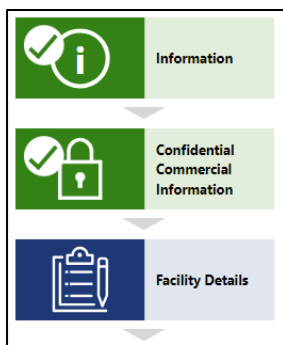 Information
Confidential
Commercial
Information
Facility Details